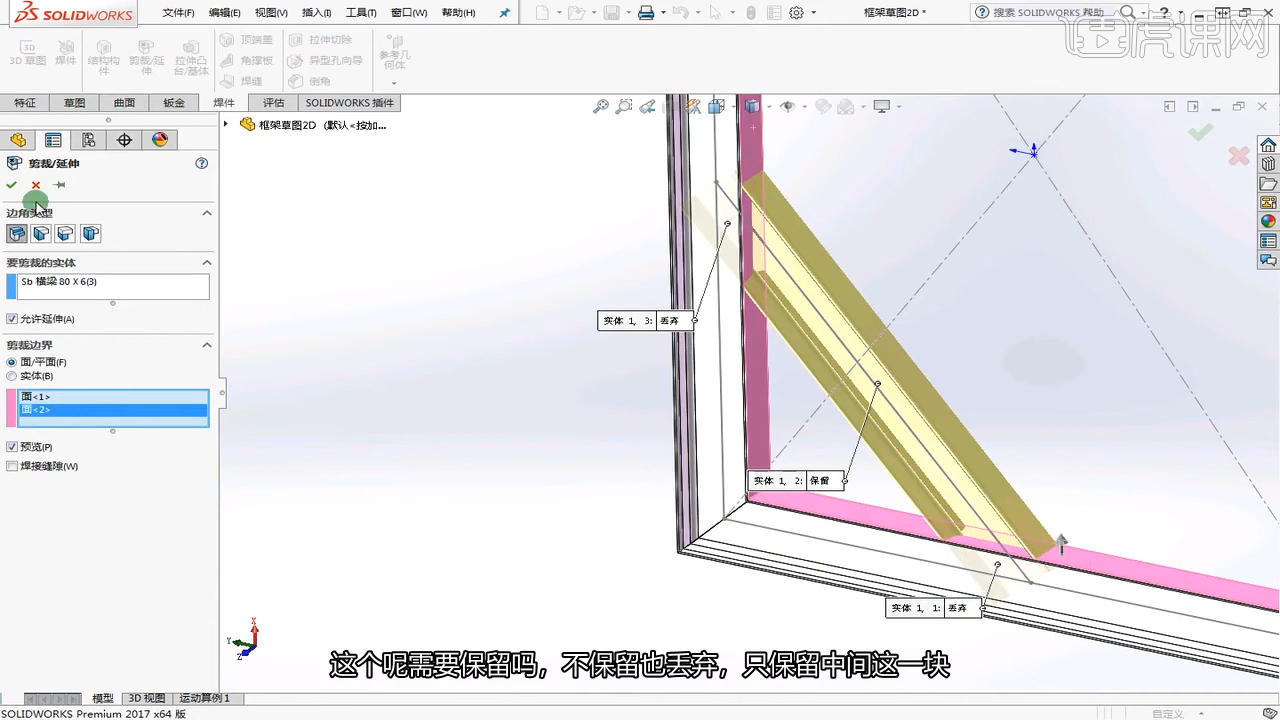 SOLIDWORKS
文件(F) 编辑(E) 视图(V) 插入(I) 工具(T) 窗口(W) 帮助(H)
框架草图2D *
搜索 SOLIDWORKS 帮助
虎课网
3D 草图
焊件
结构构件
剪裁/延伸
拉伸凸台/基体
顶端盖
角撑板
焊缝
拉伸切除
异型孔向导
倒角
参考几何体
特征 草图 曲面 钣金 焊件 评估 SOLIDWORKS 插件
框架草图2D (默认<按加...
剪裁/延伸
边角类型
要剪裁的实体
Sb 横梁 80 X 6(3)
允许延伸(A)
剪裁边界
面/平面(F)
实体(B)
面<1>
面<2>
预览(P)
焊接缝隙(W)
实体 1, 3: 丢弃
实体 1, 2: 保留
实体 1, 1: 丢弃
X
Y
Z
这个呢需要保留吗，不保留也丢弃，只保留中间这一块
模型 3D 视图 运动算例 1
SOLIDWORKS Premium 2017 x64 版
自定义